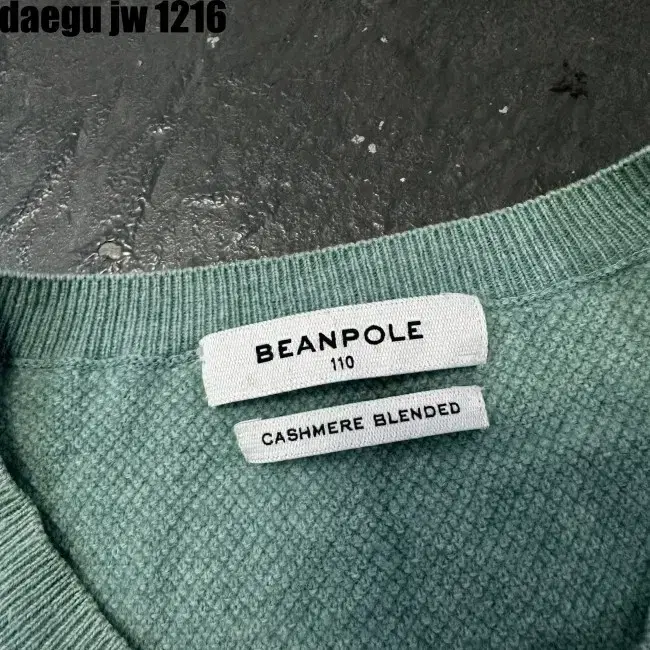 daegu jw 1216
BEANPOLE
110
CASHMERE BLENDED